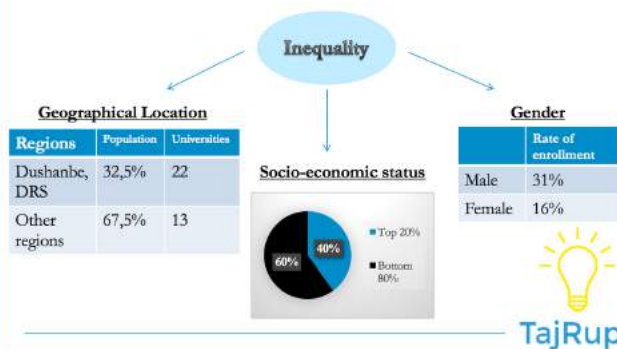 Inequality
Geographical Location
Regions Population Universities
Dushanbe, DRS 32,5% 22
Other regions 67,5% 13
Socio-economic status
40%
60%
Top 20%
Bottom 80%
Gender
Rate of enrollment
Male 31%
Female 16%
TajRup